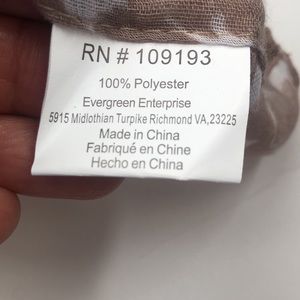 RN # 109193
100% Polyester
Evergreen Enterprise
5915 Midlothian Turpike Richmond VA,23225
Made in China
Fabriqué en Chine
Hecho en China